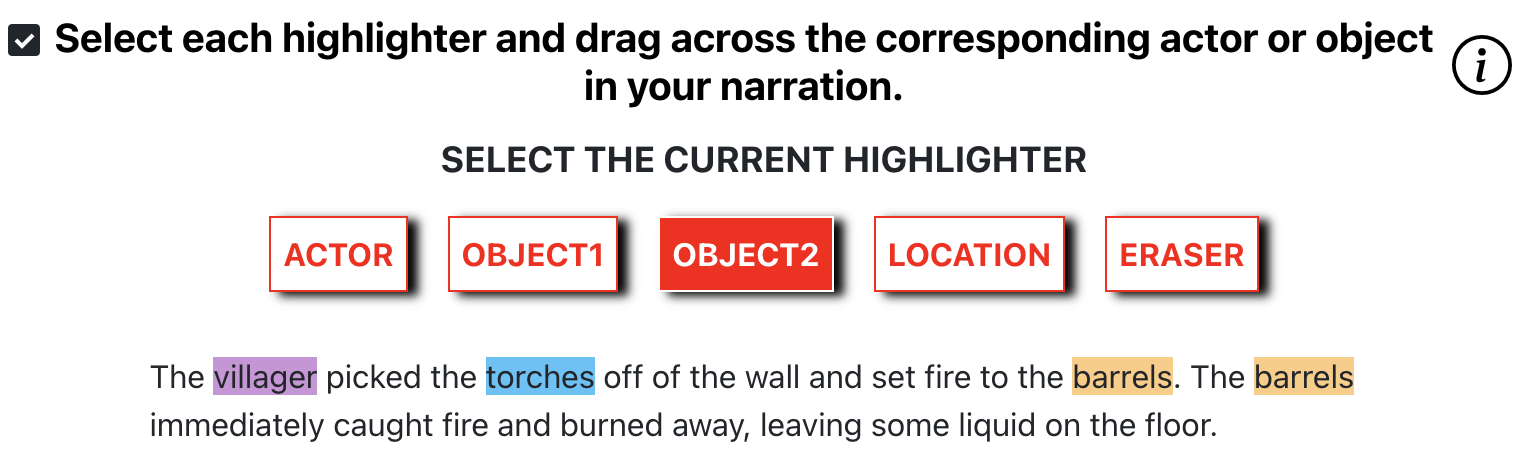 Select each highlighter and drag across the corresponding actor or object
in your narration.
i
SELECT THE CURRENT HIGHLIGHTER
ACTOR OBJECT1 OBJECT2 LOCATION ERASER
The villager picked the torches off of the wall and set fire to the barrels. The barrels
immediately caught fire and burned away, leaving some liquid on the floor.